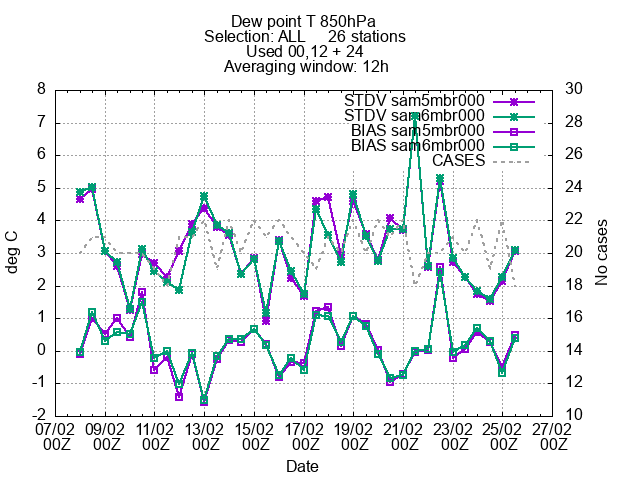 Dew point T 850hPa
Selection: ALL 26 stations
Used 00,12 + 24
Averaging window: 12h
STDV sam5mbr000
STDV sam6mbr000
BIAS sam5mbr000
BIAS sam6mbr000
CASES
8
7
6
5
4
3
2
1
0
-1
-2
deg C
30
28
26
24
22
20
18
16
14
12
10
No cases
07/02 09/02 11/02 13/02 15/02 17/02 19/02 21/02 23/02 25/02 27/02
00Z 00Z 00Z 00Z 00Z 00Z 00Z 00Z 00Z 00Z 00Z
Date